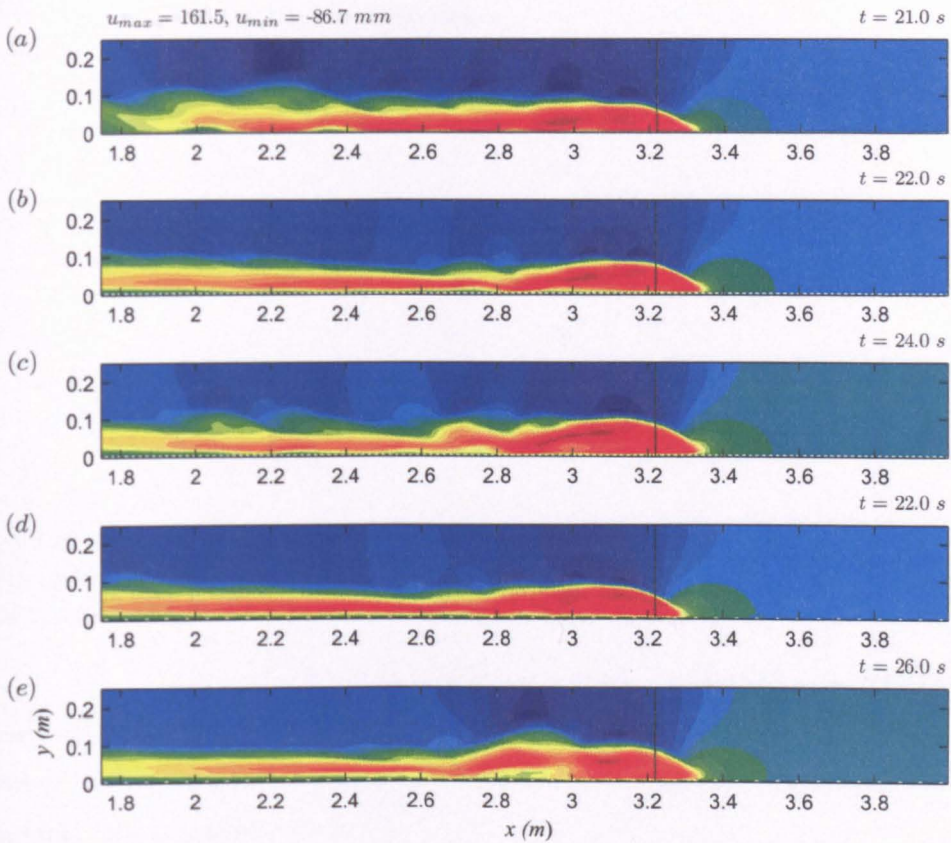 u_max = 161.5, u_min = -86.7 mm
t = 21.0 s
(a)
0.2
0.1
0
1.8 2 2.2 2.4 2.6 2.8 3 3.2 3.4 3.6 3.8
t = 22.0 s
(b)
0.2
0.1
0
1.8 2 2.2 2.4 2.6 2.8 3 3.2 3.4 3.6 3.8
t = 24.0 s
(c)
0.2
0.1
0
1.8 2 2.2 2.4 2.6 2.8 3 3.2 3.4 3.6 3.8
t = 22.0 s
(d)
0.2
0.1
0
1.8 2 2.2 2.4 2.6 2.8 3 3.2 3.4 3.6 3.8
t = 26.0 s
(e)
y (m)
0.2
0.1
0
1.8 2 2.2 2.4 2.6 2.8 3 3.2 3.4 3.6 3.8
x (m)